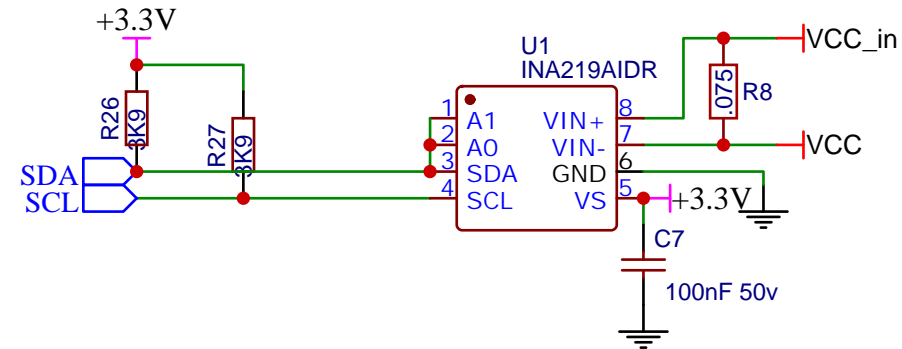 +3.3V
U1
INA219AIDR
VCC_in
R26
3K9
R27
3K9
.075
R8
1
A1
VIN+
8
2
A0
VIN-
7
VCC
SDA
3
SDA
GND
6
SCL
4
SCL
VS
5
+3.3V
C7
100nF 50v